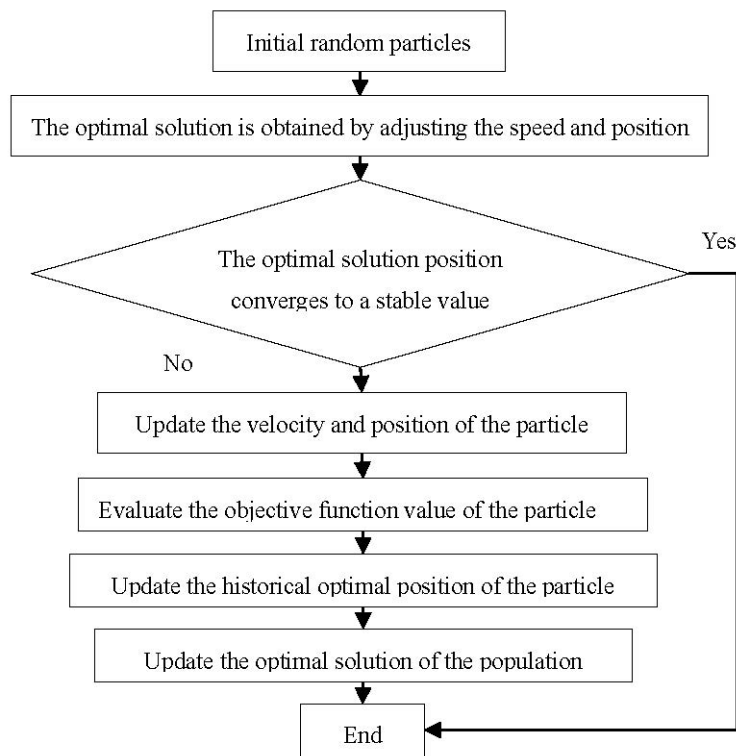 Initial random particles
The optimal solution is obtained by adjusting the speed and position
Yes
The optimal solution position
converges to a stable value
No
Update the velocity and position of the particle
Evaluate the objective function value of the particle
Update the historical optimal position of the particle
Update the optimal solution of the population
End